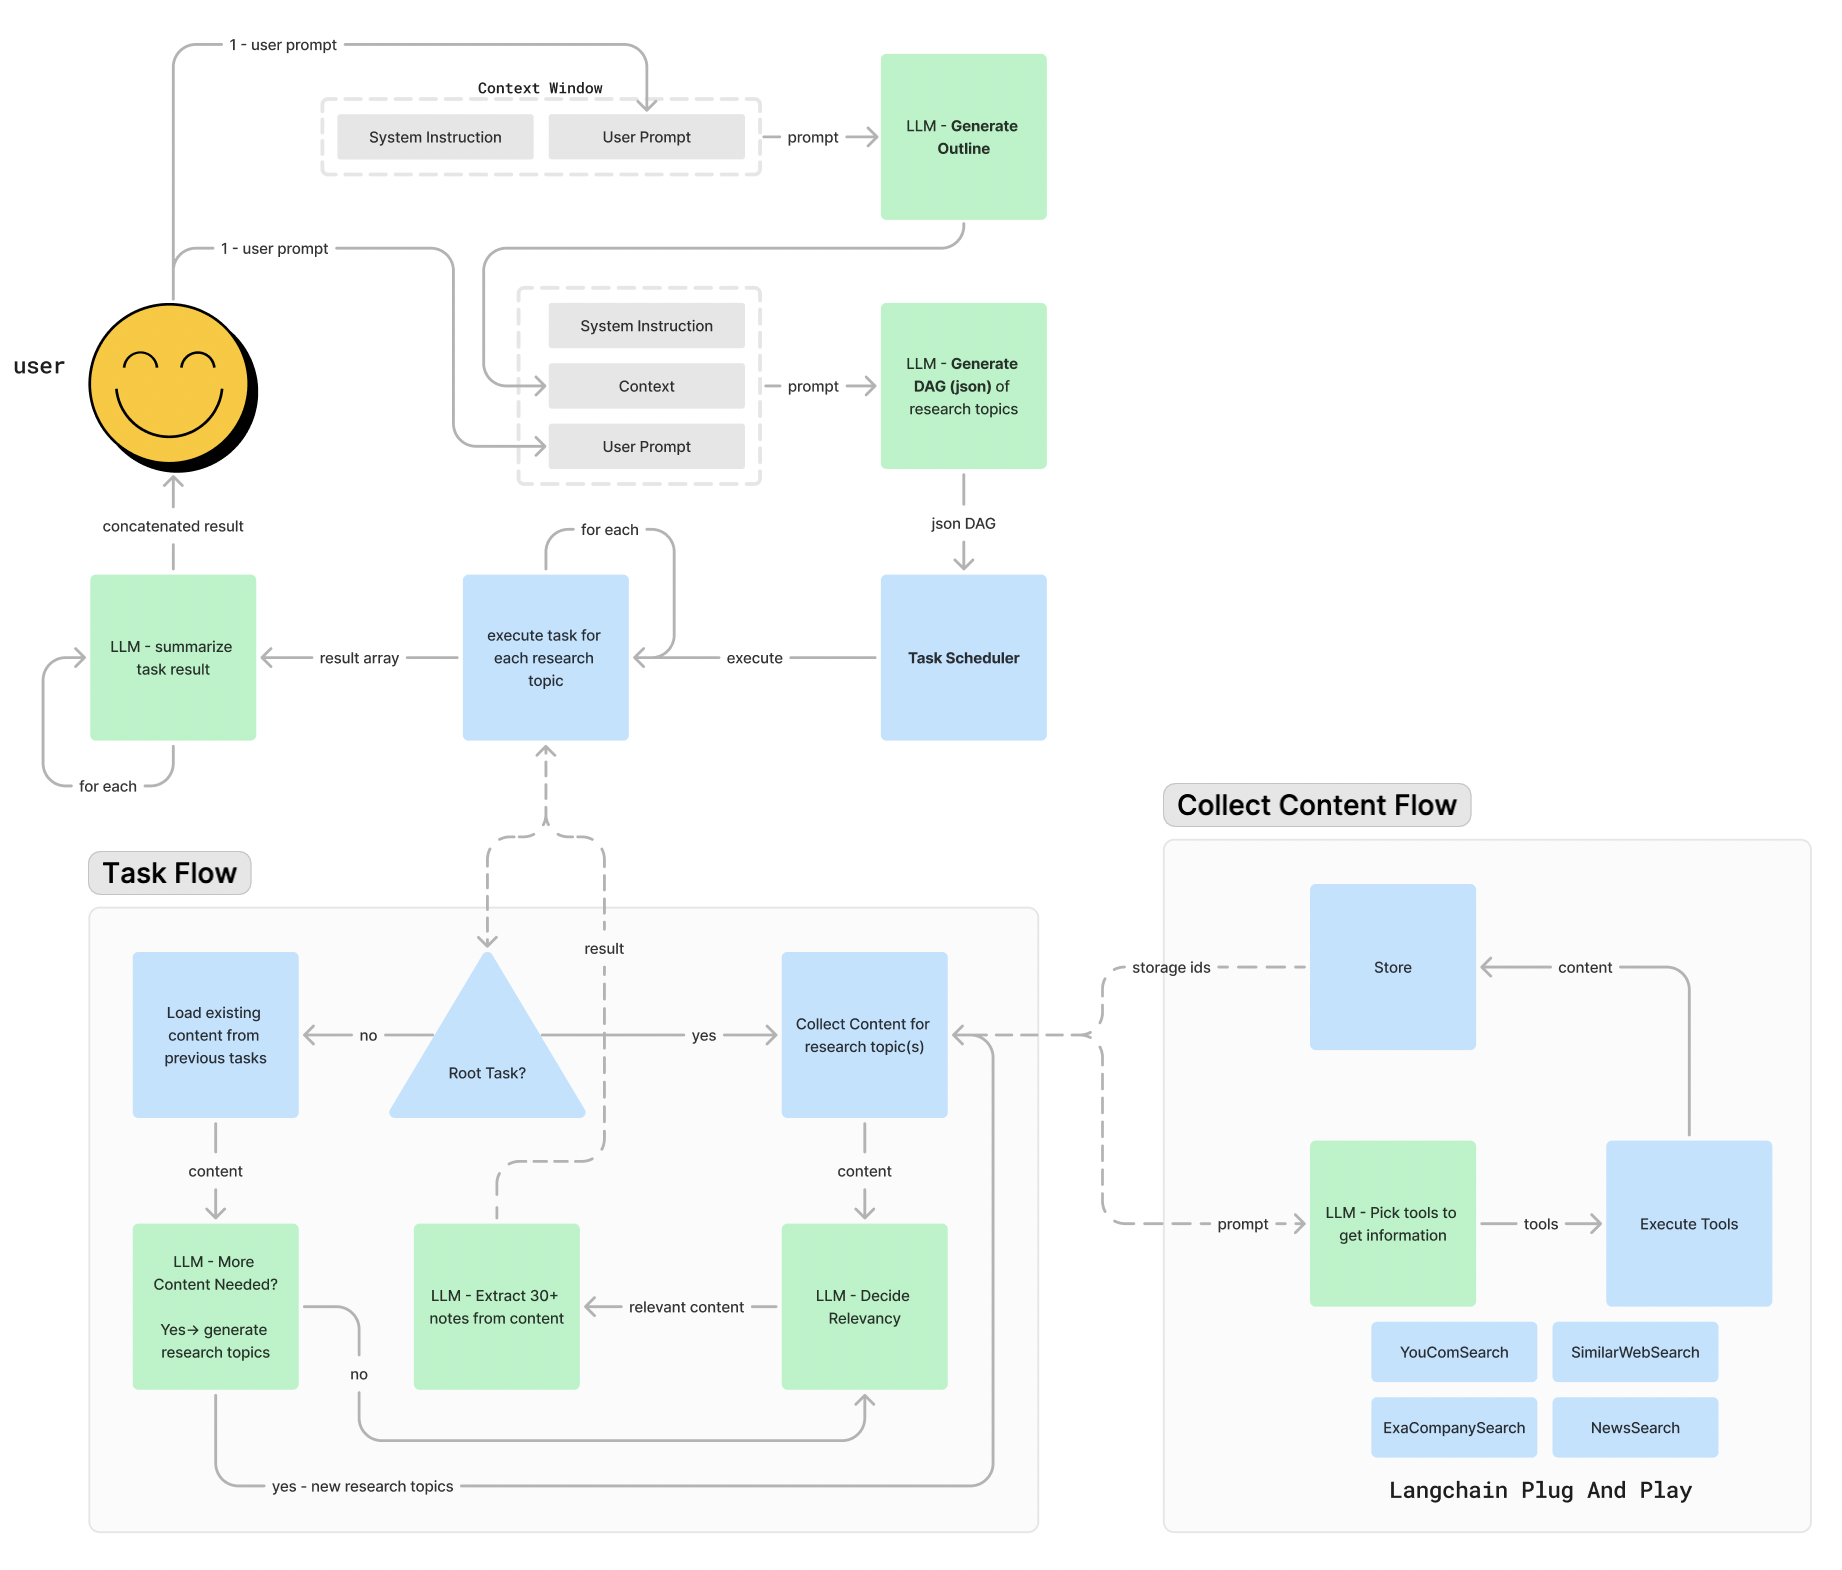 1 - user prompt
Context Window
System Instruction
User Prompt
prompt
LLM - Generate
Outline
1 - user prompt
System Instruction
Context
User Prompt
prompt
LLM - Generate
DAG (json) of
research topics
user
concatenated result
for each
json DAG
LLM - summarize
task result
result array
execute task for
each research
topic
execute
Task Scheduler
for each
Task Flow
result
Load existing
content from
previous tasks
no
Root Task?
yes
Collect Content for
research topic(s)
content
content
LLM - More
Content Needed?
Yes→ generate
research topics
no
LLM - Extract 30+
notes from content
relevant content
LLM - Decide
Relevancy
yes - new research topics
Collect Content Flow
storage ids
Store
content
prompt
LLM - Pick tools to
get information
tools
Execute Tools
YouComSearch
SimilarWebSearch
ExaCompanySearch
NewsSearch
Langchain Plug And Play